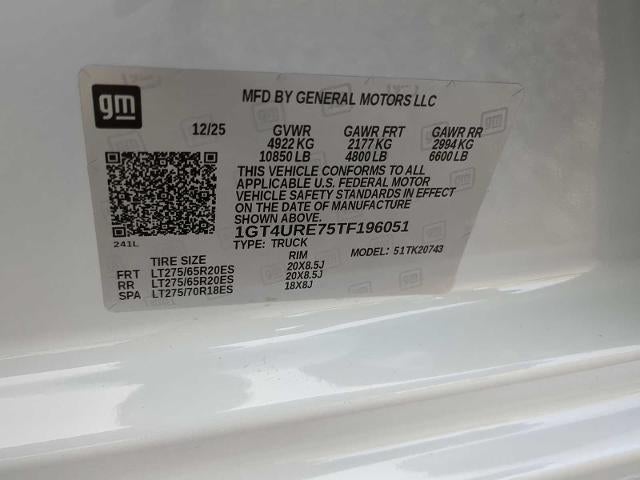 gm
MFD BY GENERAL MOTORS LLC
12/25 GVWR GAWR FRT GAWR RR
4922 KG 2177 KG 2994 KG
10850 LB 4800 LB 6600 LB
THIS VEHICLE CONFORMS TO ALL
APPLICABLE U.S. FEDERAL MOTOR
VEHICLE SAFETY STANDARDS IN EFFECT
ON THE DATE OF MANUFACTURE
SHOWN ABOVE.
1GT4URE75TF196051
TYPE: TRUCK MODEL: 51TK20743
241L
TIRE SIZE RIM
FRT LT275/65R20ES 20X8.5J
RR LT275/65R20ES 20X8.5J
SPA LT275/70R18ES 18X8J